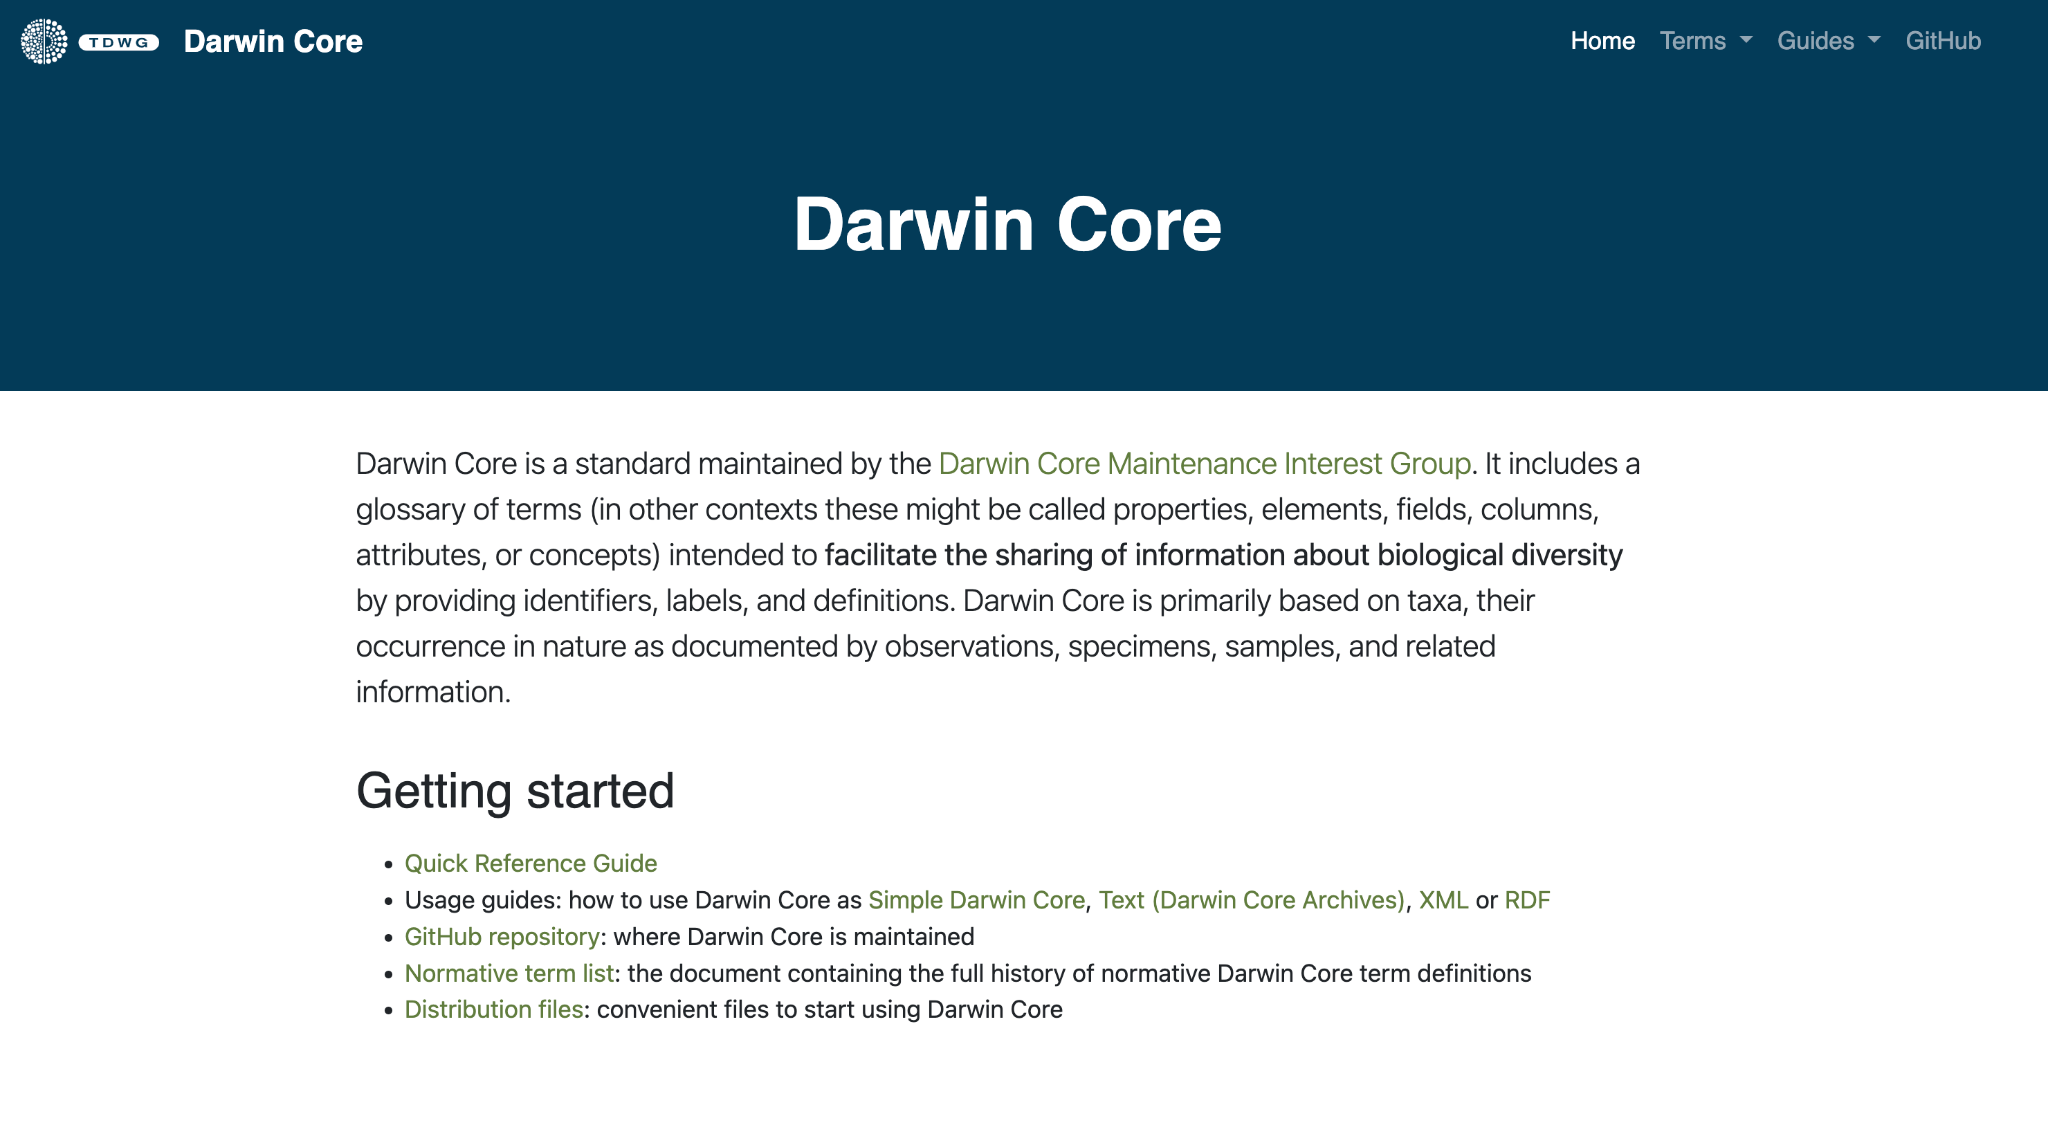 TDWG Darwin Core Home Terms Guides GitHub
Darwin Core
Darwin Core is a standard maintained by the Darwin Core Maintenance Interest Group. It includes a
glossary of terms (in other contexts these might be called properties, elements, fields, columns,
attributes, or concepts) intended to facilitate the sharing of information about biological diversity
by providing identifiers, labels, and definitions. Darwin Core is primarily based on taxa, their
occurrence in nature as documented by observations, specimens, samples, and related
information.
Getting started
• Quick Reference Guide
• Usage guides: how to use Darwin Core as Simple Darwin Core, Text (Darwin Core Archives), XML or RDF
• GitHub repository: where Darwin Core is maintained
• Normative term list: the document containing the full history of normative Darwin Core term definitions
• Distribution files: convenient files to start using Darwin Core